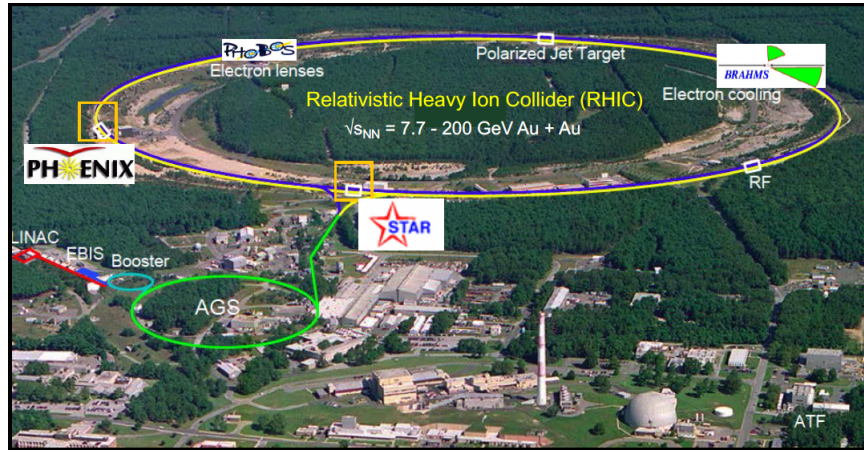 PHOBOS
Electron lenses
Polarized Jet Target
BRAHMS
Electron cooling
Relativistic Heavy Ion Collider (RHIC)
√sNN = 7.7 - 200 GeV Au + Au
PHENIX
RF
STAR
LINAC
EBIS
Booster
AGS
ATF